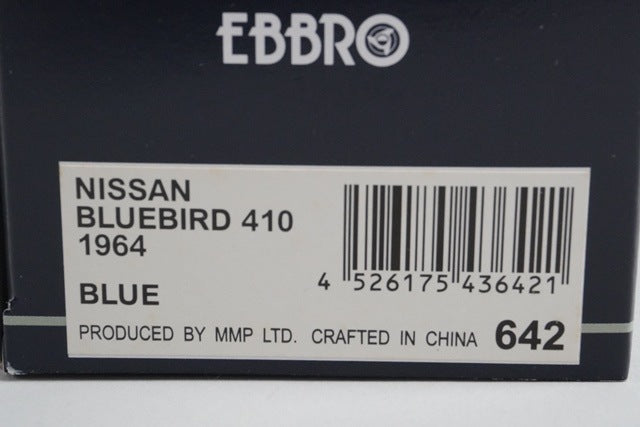 EBBRO
NISSAN
BLUEBIRD 410
1964
BLUE
4 526175 436421
PRODUCED BY MMP LTD. CRAFTED IN CHINA 642